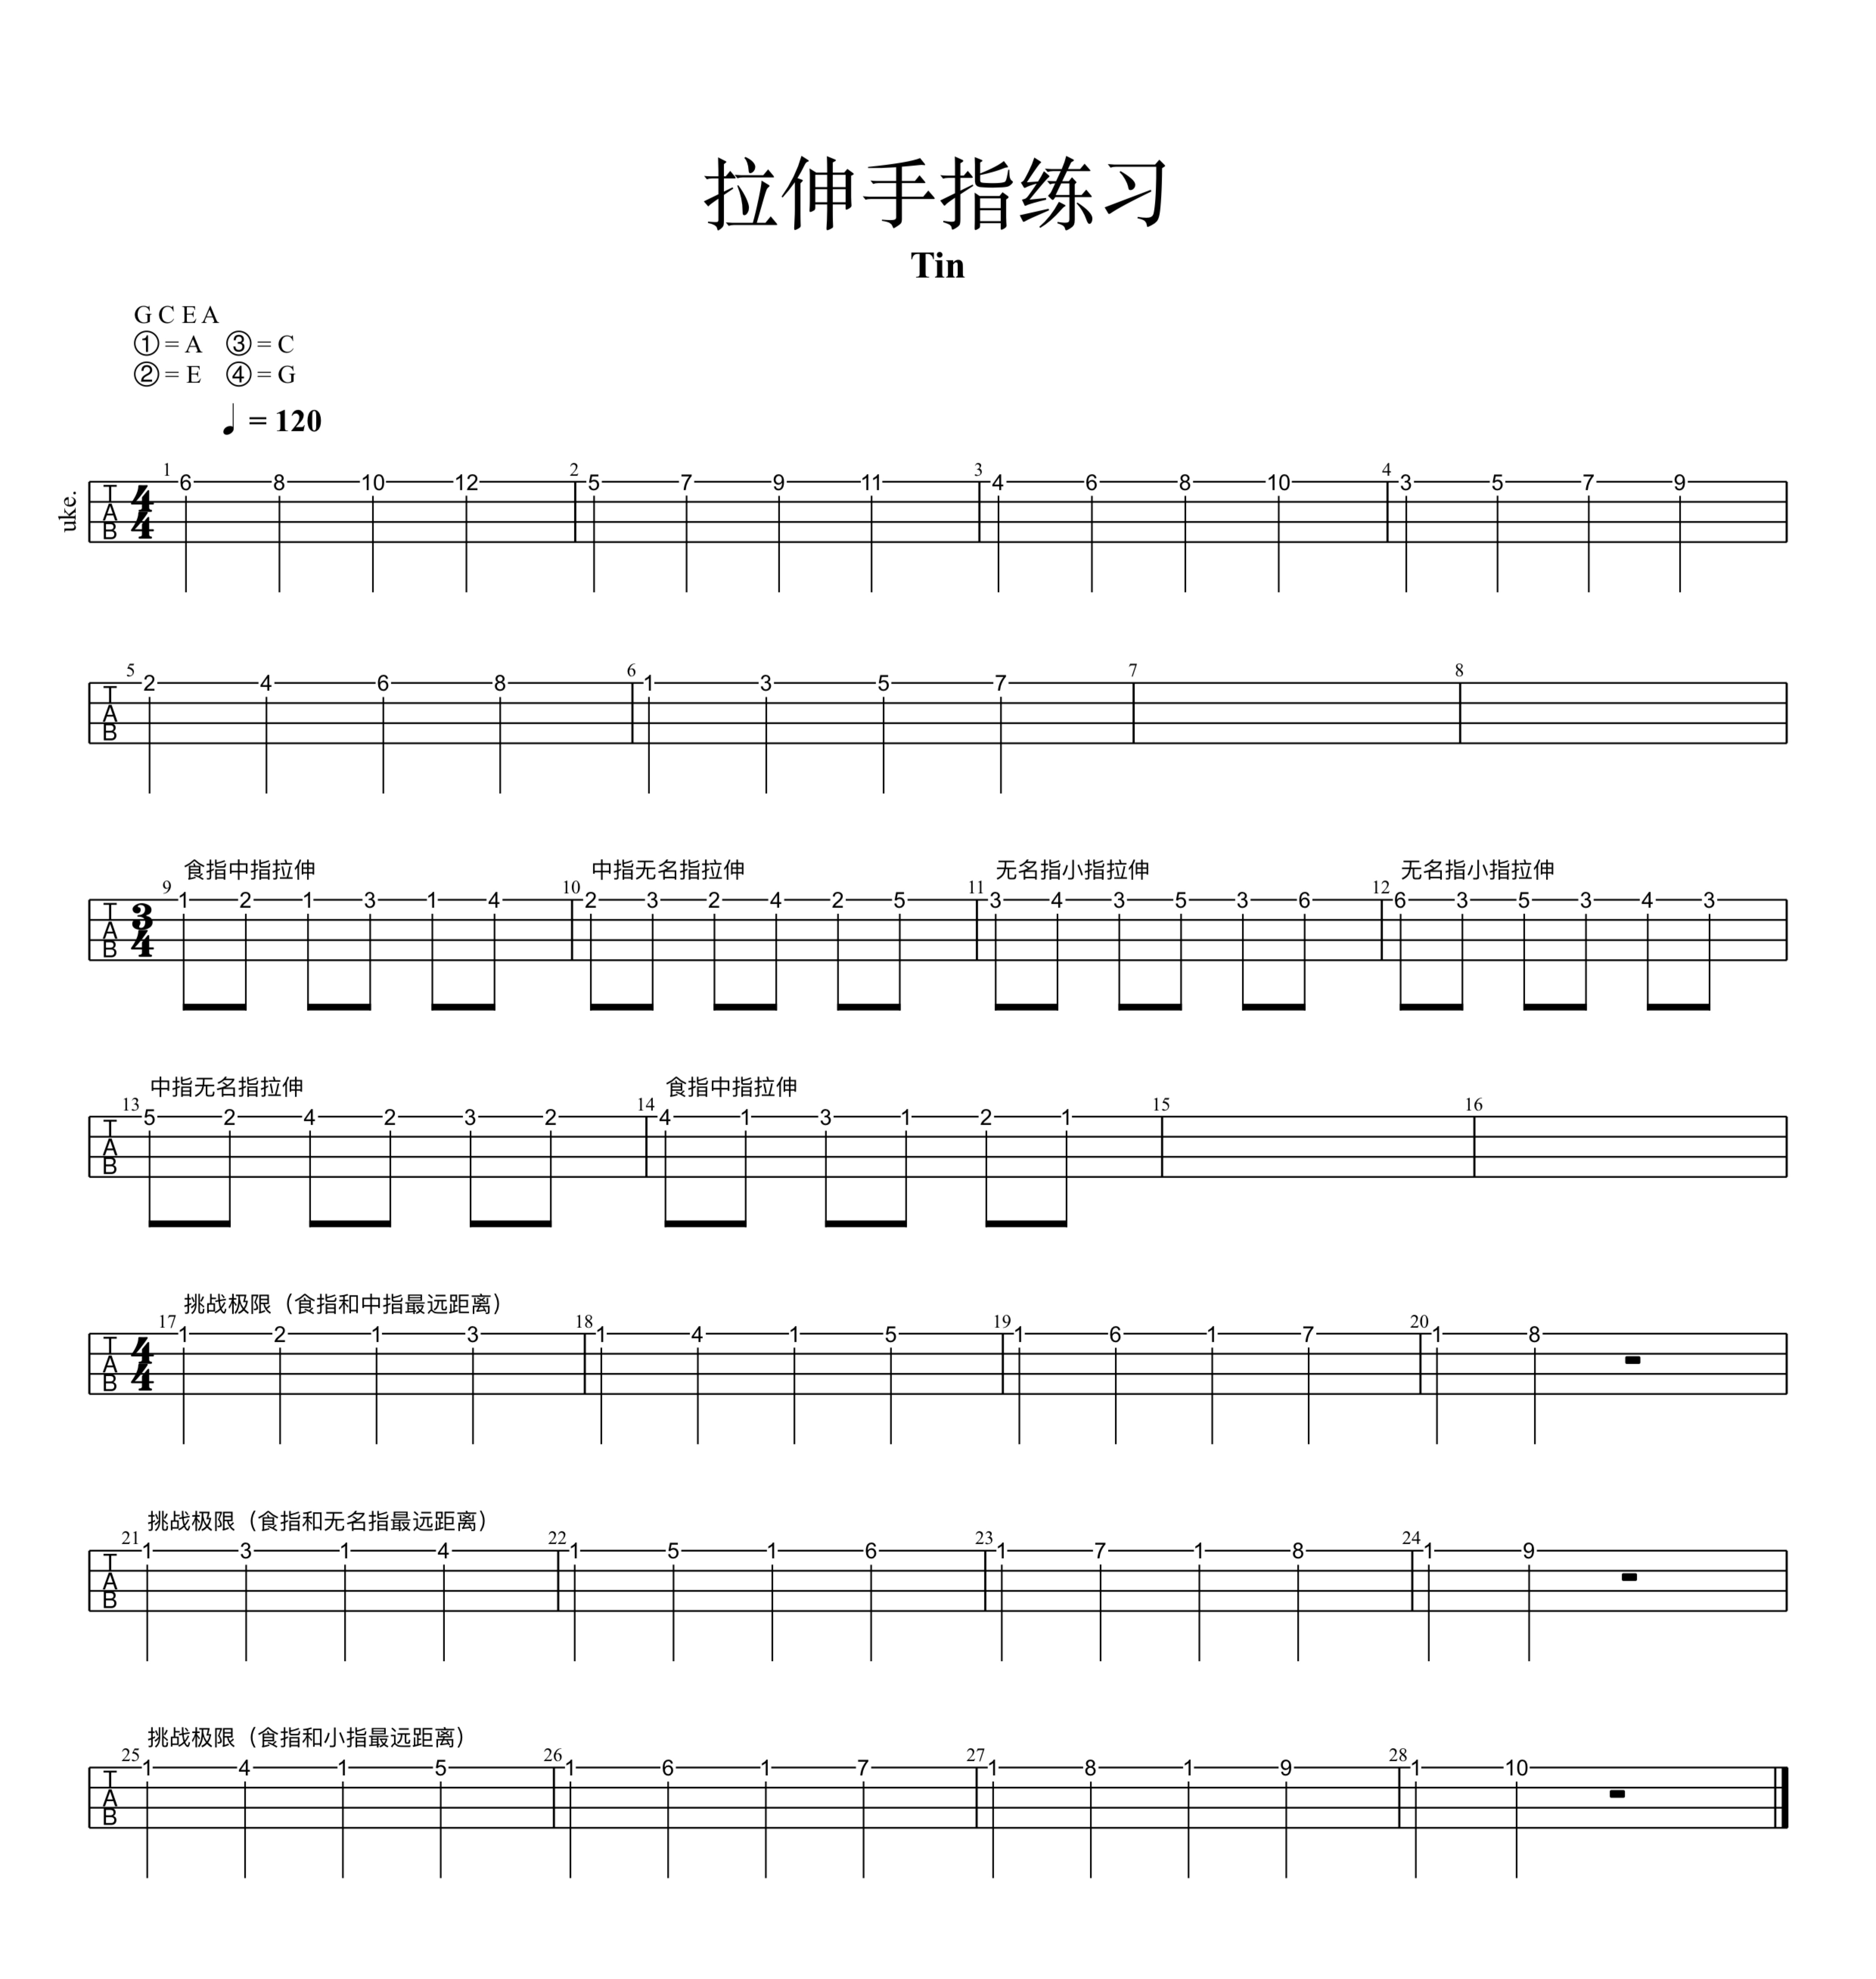 拉伸手指练习
Tin
G C E A
① = A ③ = C
② = E ④ = G
♩ = 120
uke.
1 2 3 4
TAB 4/4 6 8 10 12 5 7 9 11 4 6 8 10 3 5 7 9
5 6 7 8
TAB 2 4 6 8 1 3 5 7
食指中指拉伸 中指无名指拉伸 无名指小指拉伸 无名指小指拉伸
9 10 11 12
TAB 3/4 1 2 1 3 1 4 2 3 2 4 2 5 3 4 3 5 3 6 6 3 5 3 4 3
中指无名指拉伸 食指中指拉伸
13 14 15 16
TAB 5 2 4 2 3 2 4 1 3 1 2 1
挑战极限（食指和中指最远距离）
17 18 19 20
TAB 4/4 1 2 1 3 1 4 1 5 1 6 1 7 1 8
挑战极限（食指和无名指最远距离）
21 22 23 24
TAB 1 3 1 4 1 5 1 6 1 7 1 8 1 9
挑战极限（食指和小指最远距离）
25 26 27 28
TAB 1 4 1 5 1 6 1 7 1 8 1 9 1 10